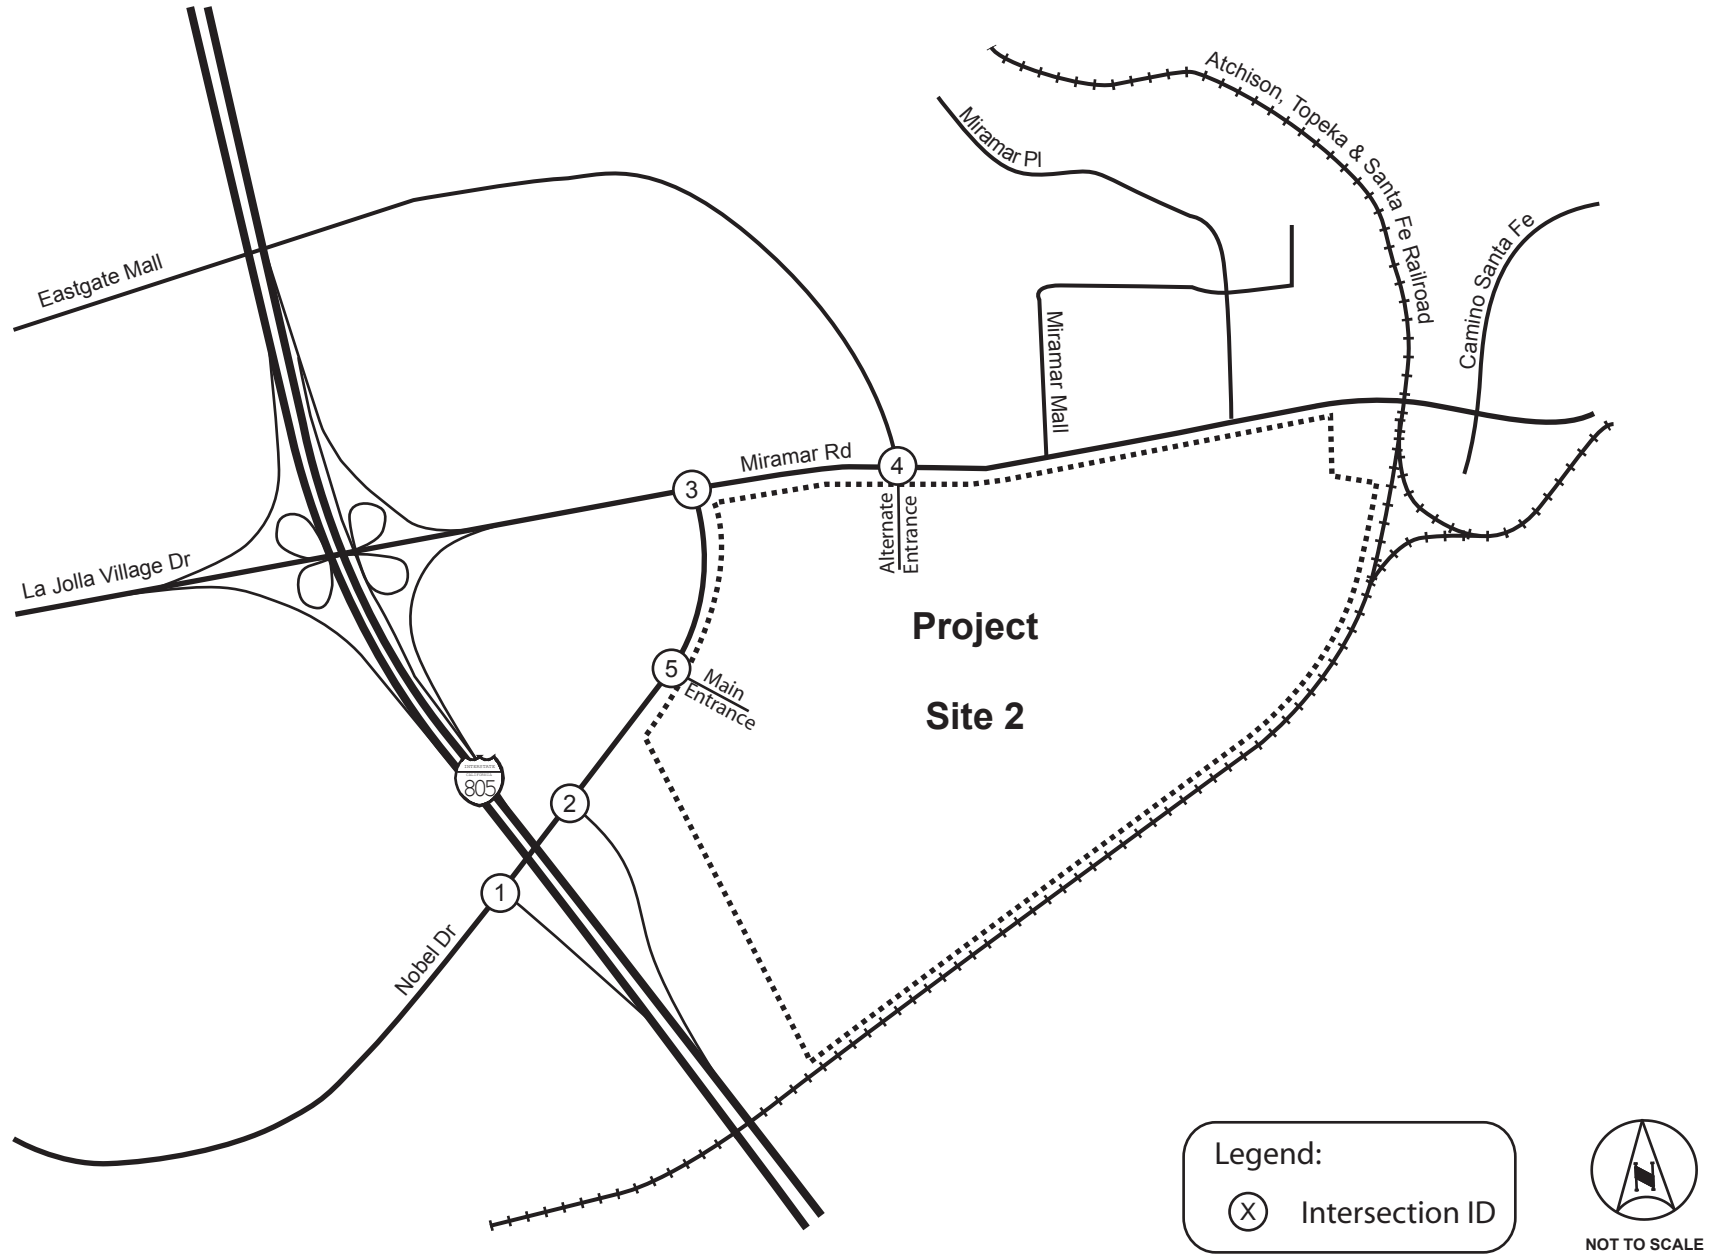 Atchison, Topeka & Santa Fe Railroad
Miramar Pl
Camino Santa Fe
Eastgate Mall
Miramar Mall
Miramar Rd
4
3
Alternate
Entrance
La Jolla Village Dr
Project
Site 2
5
Main
Entrance
INTERSTATE
CALIFORNIA
805
2
1
Nobel Dr
Legend:
X Intersection ID
N
NOT TO SCALE